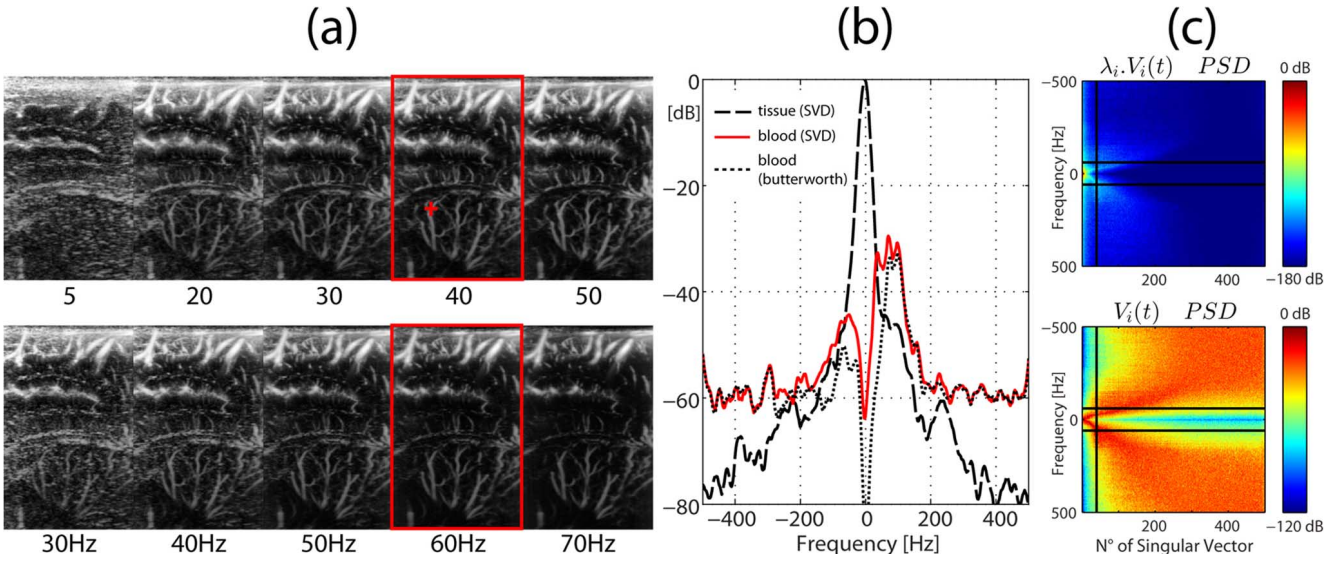 (a)
5 20 30 40 50
30Hz 40Hz 50Hz 60Hz 70Hz
(b)
0
[dB]
−20
−40
−60
−80
tissue (SVD)
blood (SVD)
blood
(butterworth)
−400 −200 0 200 400
Frequency [Hz]
(c)
λi.Vi(t) PSD
−500
0
500
Frequency [Hz]
200 400
0 dB
−180 dB
Vi(t) PSD
−500
0
500
Frequency [Hz]
200 400
N° of Singular Vector
0 dB
−120 dB